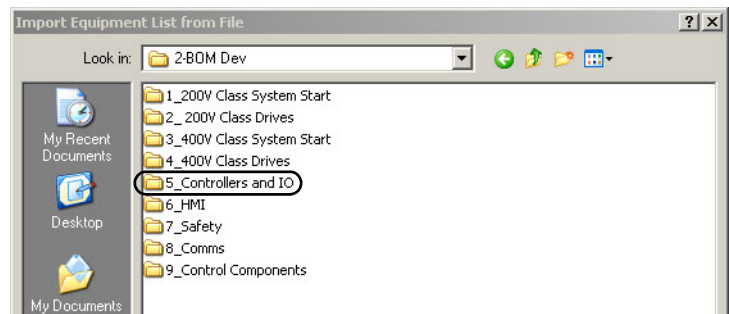 Import Equipment List from File
Look in: 2-BOM Dev
1_200V Class System Start
2_ 200V Class Drives
3_400V Class System Start
4_400V Class Drives
5_Controllers and IO
6_HMI
7_Safety
8_Comms
9_Control Components
My Recent
Documents
Desktop
My Documents